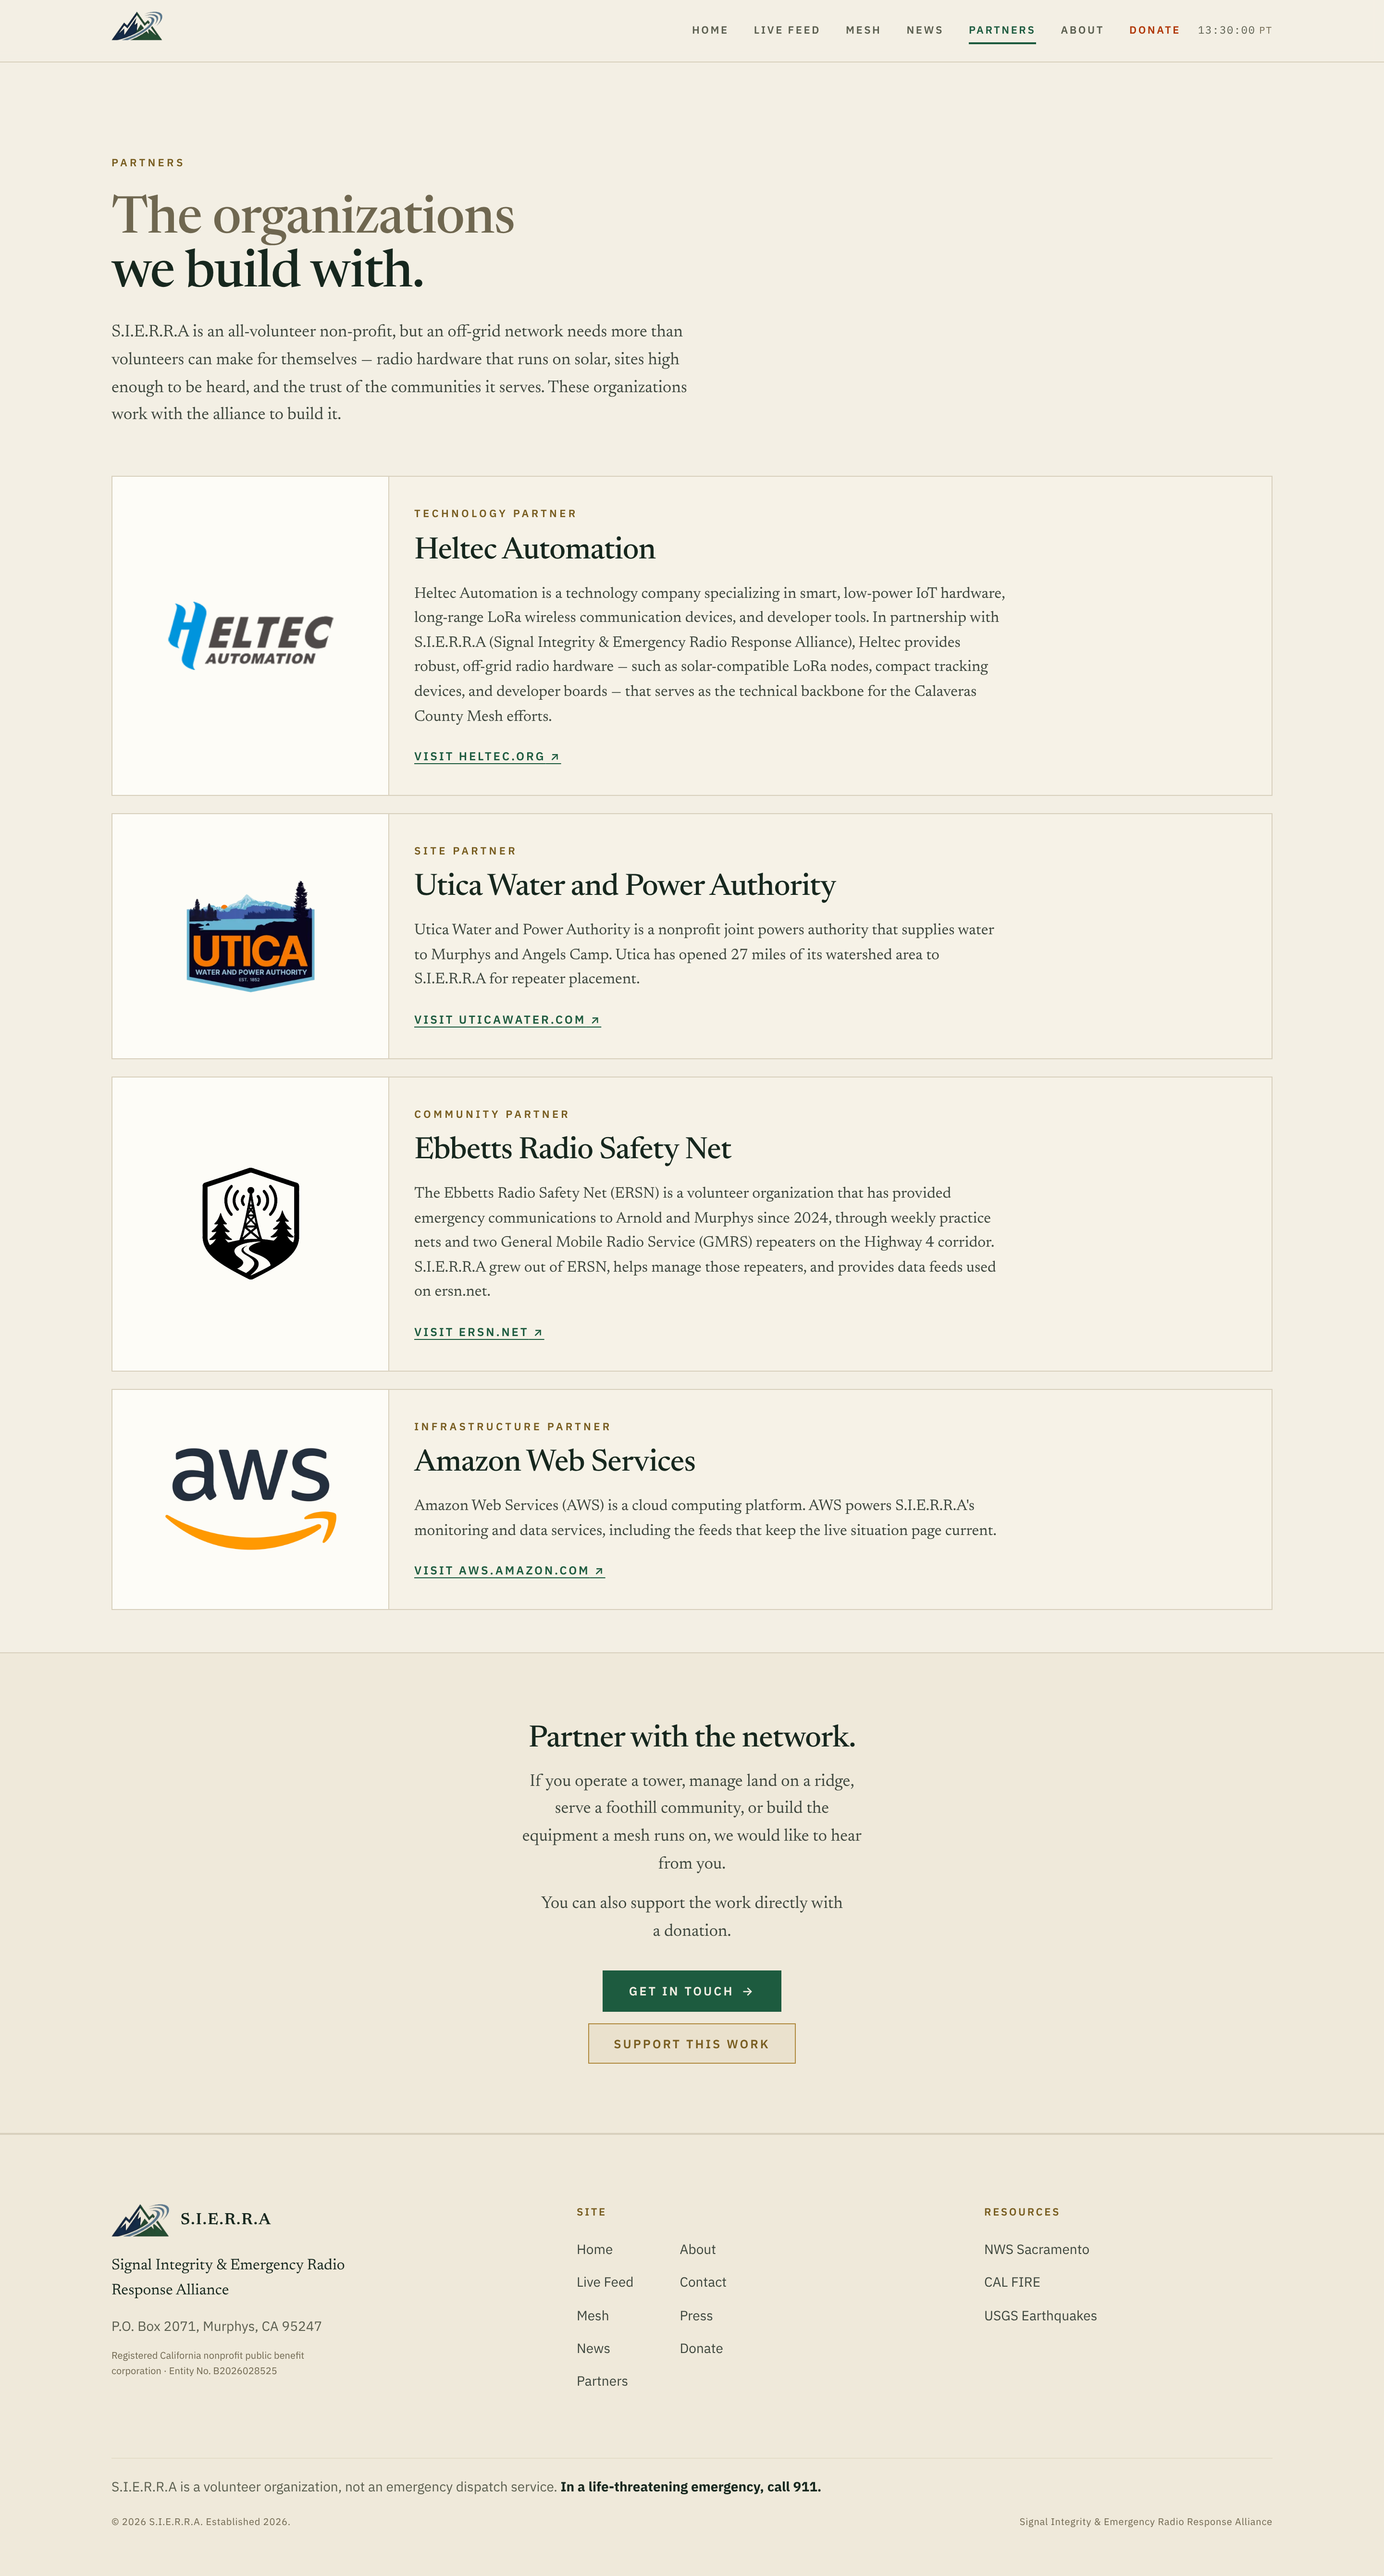 HOME LIVE FEED MESH NEWS PARTNERS ABOUT DONATE 13:30:00 PT
PARTNERS
The organizations
we build with.
S.I.E.R.R.A is an all-volunteer non-profit, but an off-grid network needs more than
volunteers can make for themselves — radio hardware that runs on solar, sites high
enough to be heard, and the trust of the communities it serves. These organizations
work with the alliance to build it.
HELTEC
AUTOMATION
TECHNOLOGY PARTNER
Heltec Automation
Heltec Automation is a technology company specializing in smart, low-power IoT hardware,
long-range LoRa wireless communication devices, and developer tools. In partnership with
S.I.E.R.R.A (Signal Integrity & Emergency Radio Response Alliance), Heltec provides
robust, off-grid radio hardware — such as solar-compatible LoRa nodes, compact tracking
devices, and developer boards — that serves as the technical backbone for the Calaveras
County Mesh efforts.
VISIT HELTEC.ORG ↗
UTICA
WATER AND POWER AUTHORITY
EST. 1852
SITE PARTNER
Utica Water and Power Authority
Utica Water and Power Authority is a nonprofit joint powers authority that supplies water
to Murphys and Angels Camp. Utica has opened 27 miles of its watershed area to
S.I.E.R.R.A for repeater placement.
VISIT UTICAWATER.COM ↗
COMMUNITY PARTNER
Ebbetts Radio Safety Net
The Ebbetts Radio Safety Net (ERSN) is a volunteer organization that has provided
emergency communications to Arnold and Murphys since 2024, through weekly practice
nets and two General Mobile Radio Service (GMRS) repeaters on the Highway 4 corridor.
S.I.E.R.R.A grew out of ERSN, helps manage those repeaters, and provides data feeds used
on ersn.net.
VISIT ERSN.NET ↗
aws
INFRASTRUCTURE PARTNER
Amazon Web Services
Amazon Web Services (AWS) is a cloud computing platform. AWS powers S.I.E.R.R.A's
monitoring and data services, including the feeds that keep the live situation page current.
VISIT AWS.AMAZON.COM ↗
Partner with the network.
If you operate a tower, manage land on a ridge,
serve a foothill community, or build the
equipment a mesh runs on, we would like to hear
from you.
You can also support the work directly with
a donation.
GET IN TOUCH →
SUPPORT THIS WORK
S.I.E.R.R.A
Signal Integrity & Emergency Radio
Response Alliance
P.O. Box 2071, Murphys, CA 95247
Registered California nonprofit public benefit
corporation · Entity No. B2026028525
SITE
Home
Live Feed
Mesh
News
Partners
About
Contact
Press
Donate
RESOURCES
NWS Sacramento
CAL FIRE
USGS Earthquakes
S.I.E.R.R.A is a volunteer organization, not an emergency dispatch service. In a life-threatening emergency, call 911.
© 2026 S.I.E.R.R.A. Established 2026.
Signal Integrity & Emergency Radio Response Alliance